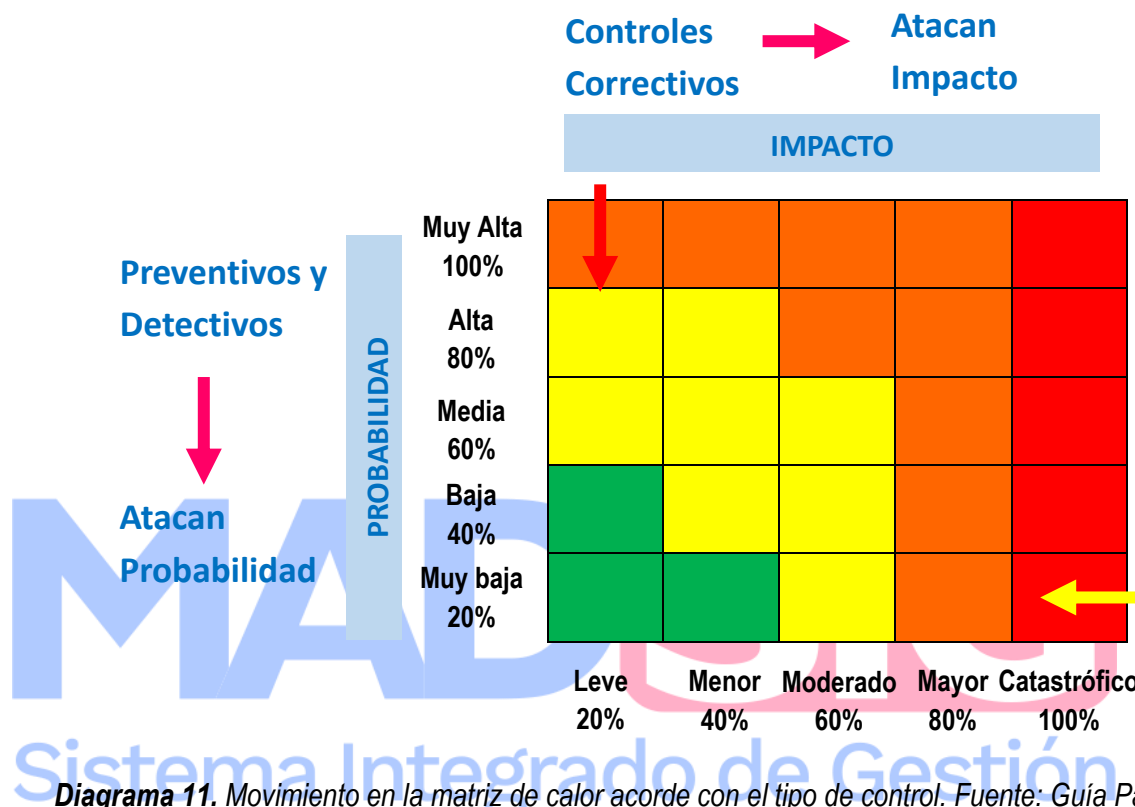 Controles
Correctivos
Atacan
Impacto
IMPACTO
Preventivos y
Detectivos
Atacan
Probabilidad
PROBABILIDAD
Muy Alta
100%
Alta
80%
Media
60%
Baja
40%
Muy baja
20%
Leve Menor Moderado Mayor Catastrófico
20% 40% 60% 80% 100%
MADSIG
Sistema Integrado de Gestión
Diagrama 11. Movimiento en la matriz de calor acorde con el tipo de control. Fuente: Guía